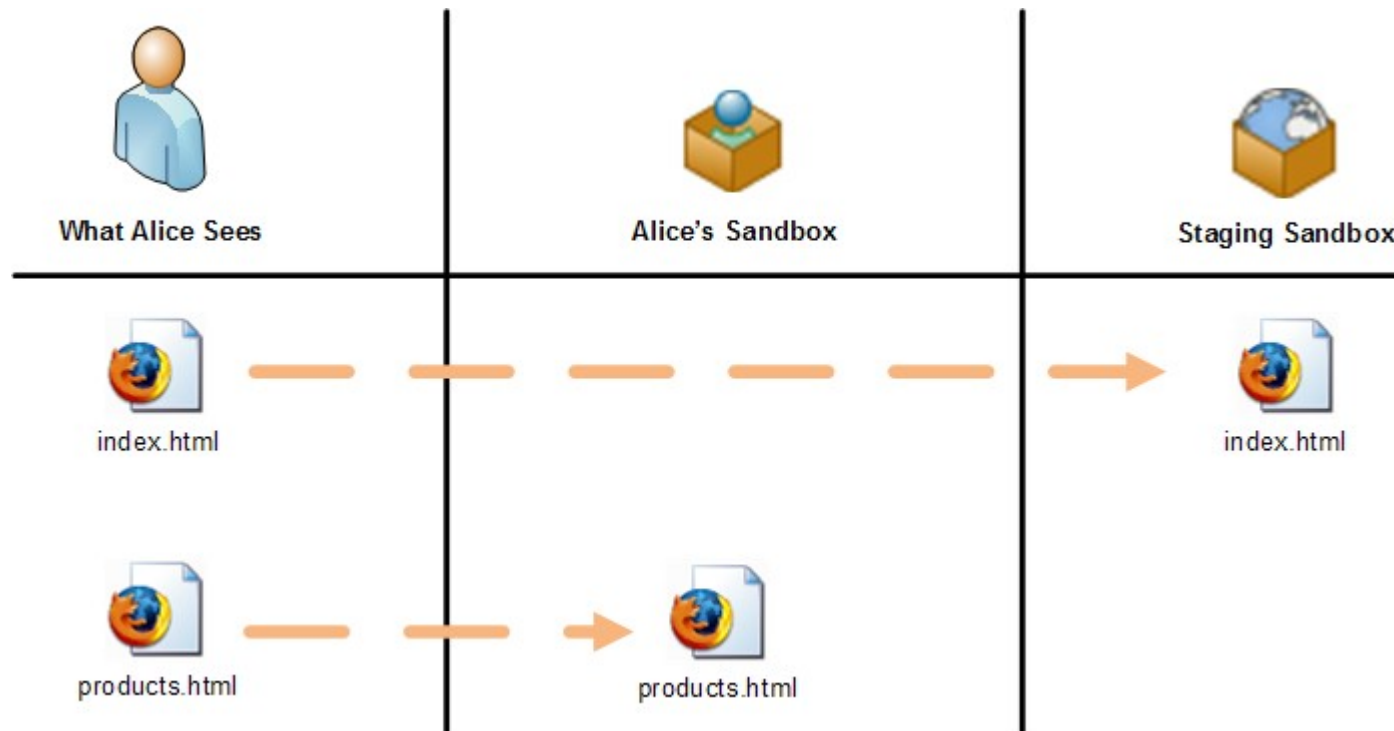 What Alice Sees
Alice's Sandbox
Staging Sandbox
index.html
index.html
products.html
products.html